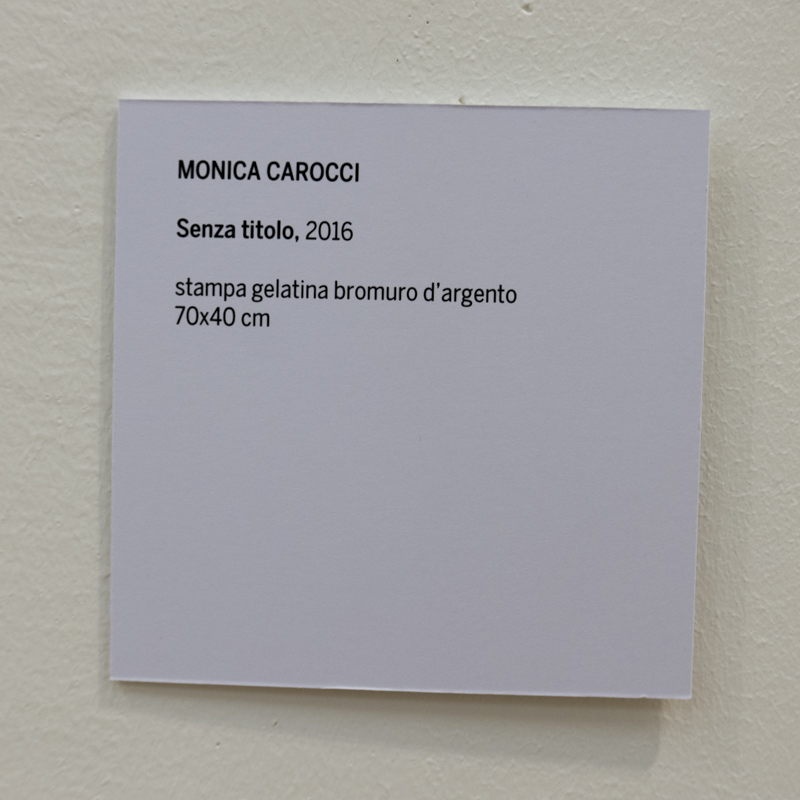 MONICA CAROCCI
Senza titolo, 2016
stampa gelatina bromuro d'argento
70x40 cm